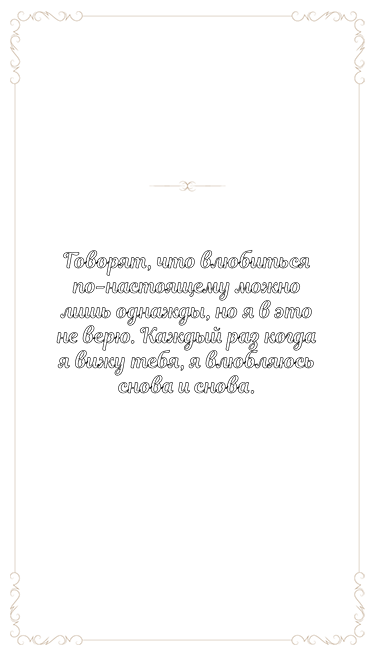 Говорят, что влюбиться
по-настоящему можно
лишь однажды, но я в это
не верю. Каждый раз когда
я вижу тебя, я влюбляюсь
снова и снова.